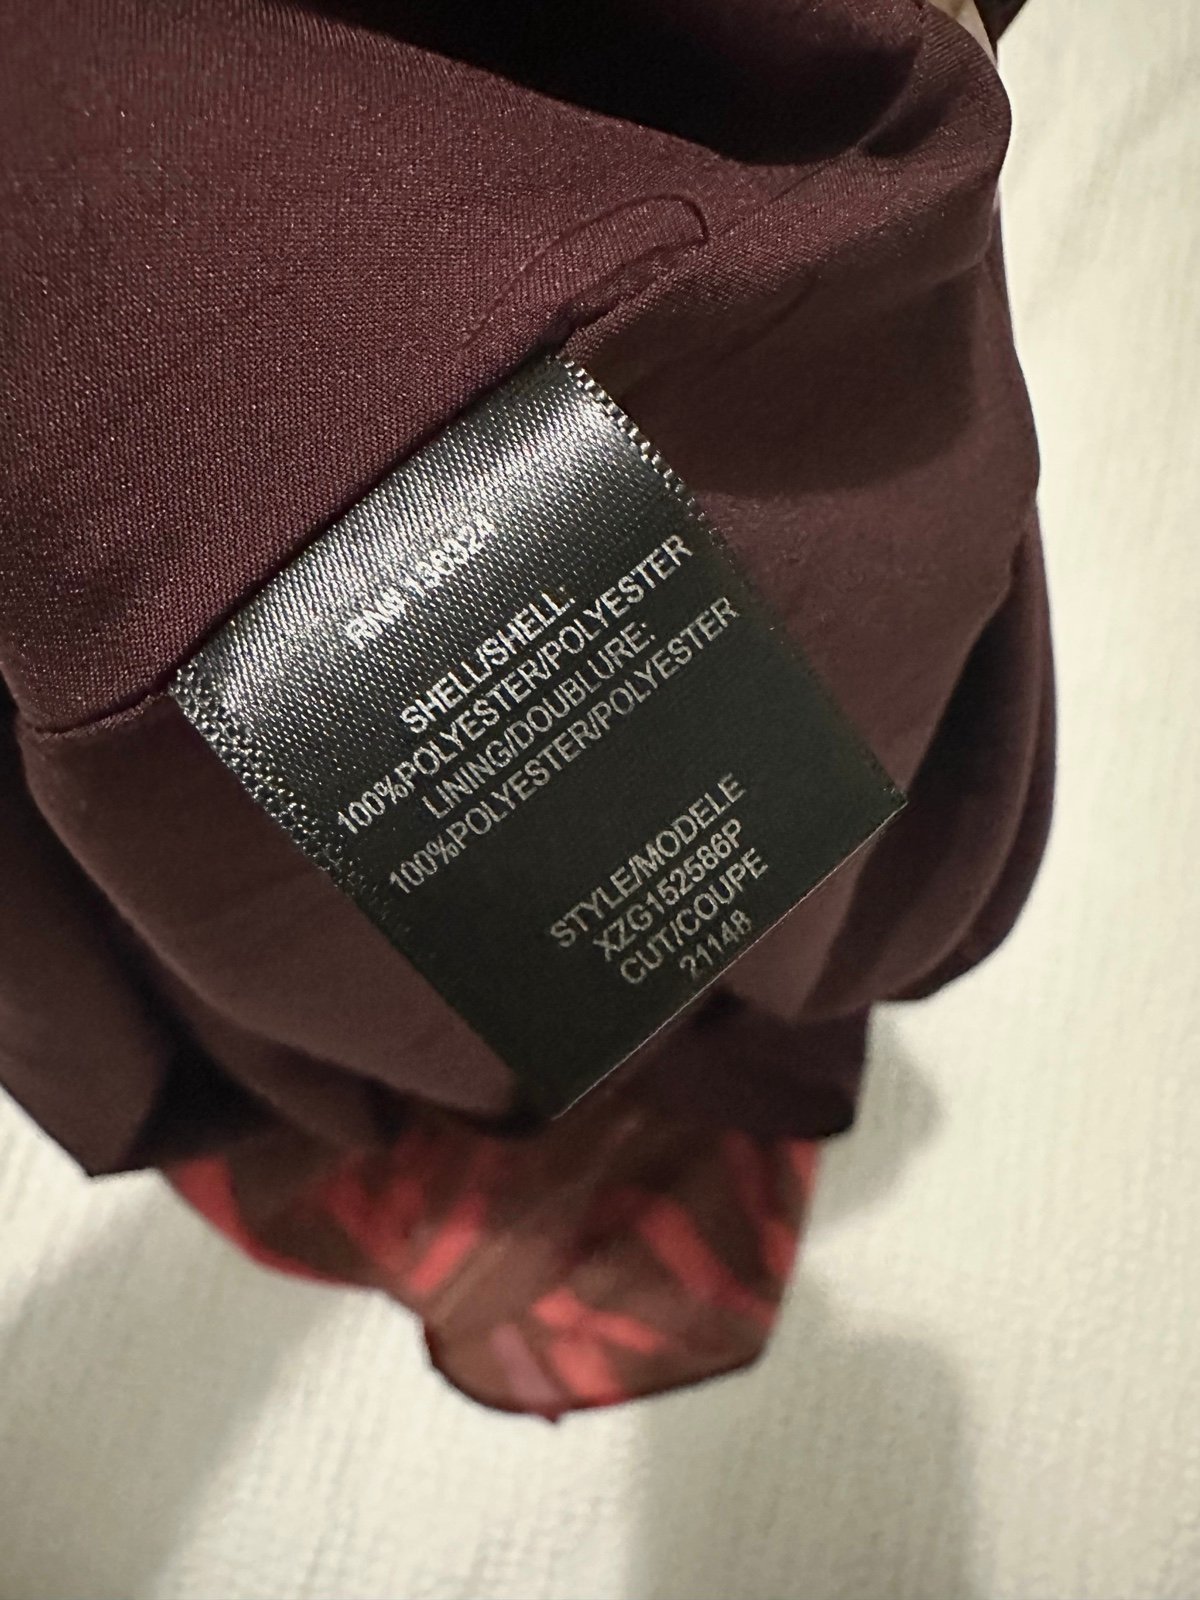 SHELL/SHELL:
100%POLYESTER/POLYESTER
LINING/DOUBLURE:
100%POLYESTER/POLYESTER
STYLE/MODELE
XZG152586P
CUT/COUPE
21148